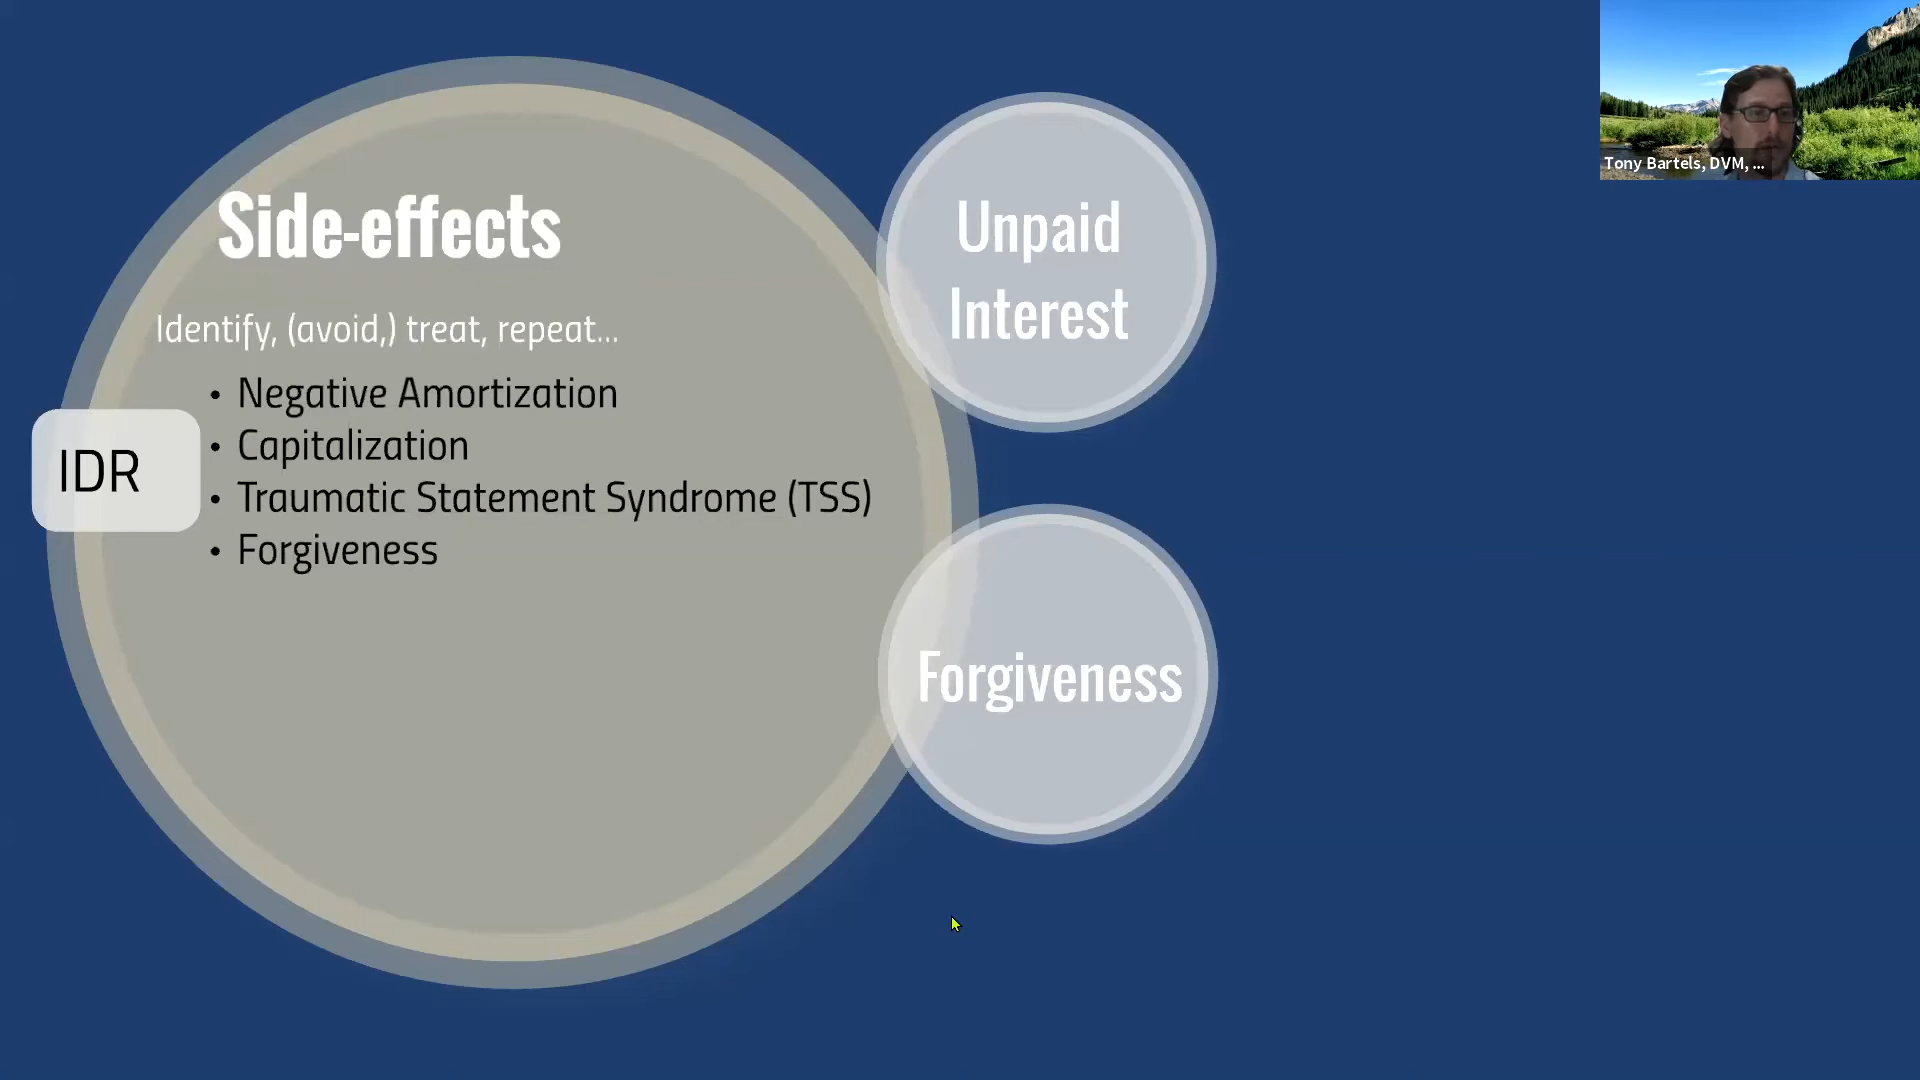 Side-effects
Identify, (avoid,) treat, repeat...
IDR
• Negative Amortization
• Capitalization
• Traumatic Statement Syndrome (TSS)
• Forgiveness
Unpaid
Interest
Forgiveness
Tony Bartels, DVM, ...